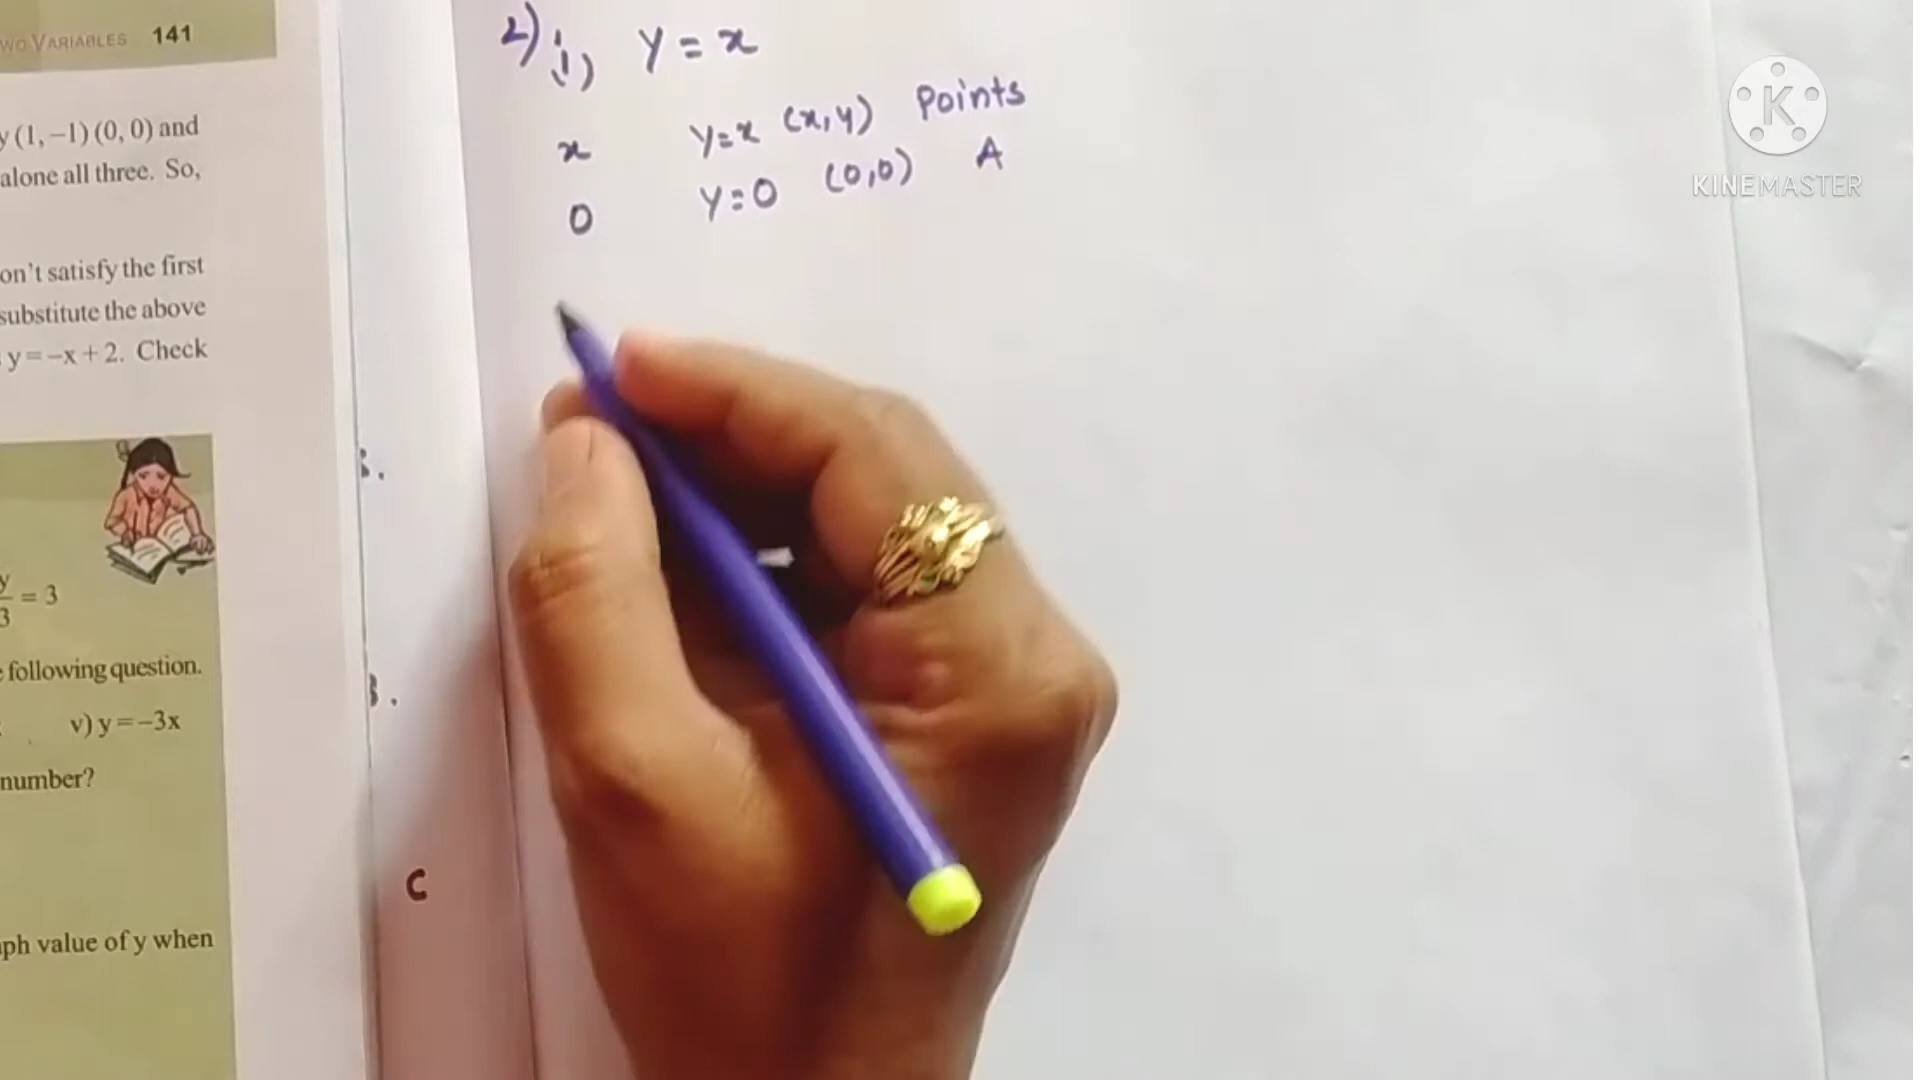 WO VARIABLES 141
y (1, –1) (0, 0) and
alone all three. So,
on't satisfy the first
substitute the above
y = –x + 2. Check
y/3 = 3
following question.
v) y = –3x
number?
ph value of y when
C
2) i) y = x
x y=x (x,y) Points
0 y=0 (0,0) A
K
KINEMASTER